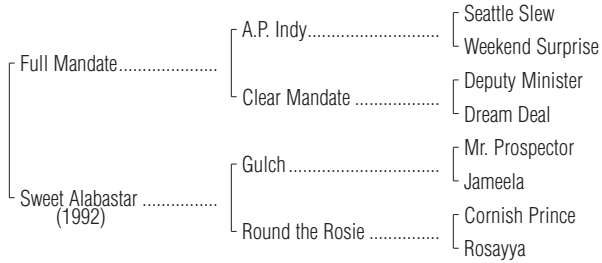 Seattle Slew
A.P. Indy..............................
Weekend Surprise
Full Mandate......................
Deputy Minister
Clear Mandate ...................
Dream Deal
Mr. Prospector
Gulch...................................
Jameela
Sweet Alabastar .................
(1992)
Cornish Prince
Round the Rosie ................
Rosayya